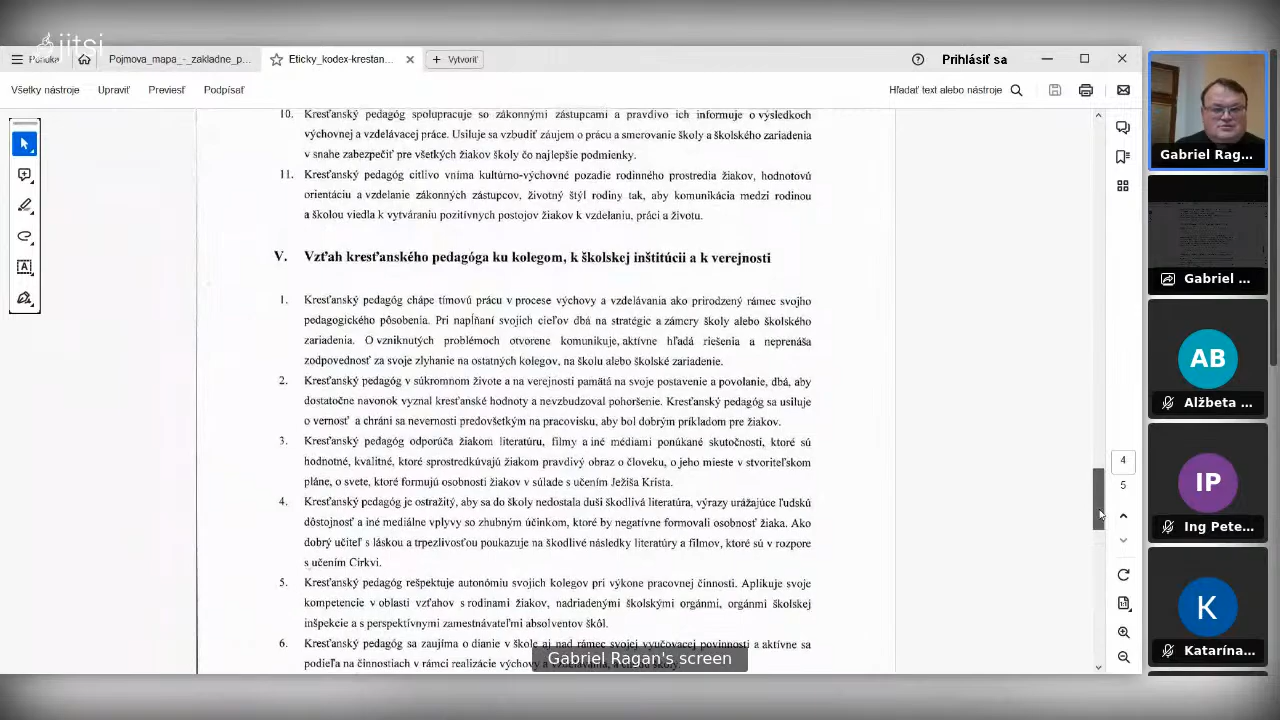 jitsi
Ponuka
Pojmova_mapa_-_zakladne_p...
Eticky_kodex-krestan...
Vytvoriť
Prihlásiť sa
Všetky nástroje
Upraviť
Previesť
Podpísať
Hľadať text alebo nástroje
10. Kresťanský pedagóg spolupracuje so zákonnými zástupcami a pravdivo ich informuje o výsledkoch
výchovnej a vzdelávacej práce. Usiluje sa vzbudiť záujem o prácu a smerovanie školy a školského zariadenia
v snahe zabezpečiť pre všetkých žiakov školy čo najlepšie podmienky.
11. Kresťanský pedagóg citlivo vníma kultúrno-výchovné pozadie rodinného prostredia žiakov, hodnotovú
orientáciu a vzdelanie zákonných zástupcov, životný štýl rodiny tak, aby komunikácia medzi rodinou
a školou viedla k vytváraniu pozitívnych postojov žiakov k vzdelaniu, práci a životu.
V. Vzťah kresťanského pedagóga ku kolegom, k školskej inštitúcii a k verejnosti
1. Kresťanský pedagóg chápe tímovú prácu v procese výchovy a vzdelávania ako prirodzený rámec svojho
pedagogického pôsobenia. Pri napĺňaní svojich cieľov dbá na stratégie a zámery školy alebo školského
zariadenia. O vzniknutých problémoch otvorene komunikuje, aktívne hľadá riešenia a neprenáša
zodpovednosť za svoje zlyhanie na ostatných kolegov, na školu alebo školské zariadenie.
2. Kresťanský pedagóg v súkromnom živote a na verejnosti pamätá na svoje postavenie a povolanie, dbá, aby
dostatočne navonok vyznal kresťanské hodnoty a nevzbudzoval pohoršenie. Kresťanský pedagóg sa usiluje
o vernosť a chráni sa nevernosti predovšetkým na pracovisku, aby bol dobrým príkladom pre žiakov.
3. Kresťanský pedagóg odporúča žiakom literatúru, filmy a iné médiami ponúkané skutočnosti, ktoré sú
hodnotné, kvalitné, ktoré sprostredkúvajú žiakom pravdivý obraz o človeku, o jeho mieste v stvoriteľskom
pláne, o svete, ktoré formujú osobnosti žiakov v súlade s učením Ježiša Krista.
4. Kresťanský pedagóg je ostražitý, aby sa do školy nedostala duši škodlivá literatúra, výrazy urážajúce ľudskú
dôstojnosť a iné mediálne vplyvy so zhubným účinkom, ktoré by negatívne formovali osobnosť žiaka. Ako
dobrý učiteľ s láskou a trpezlivosťou poukazuje na škodlivé následky literatúry a filmov, ktoré sú v rozpore
s učením Cirkvi.
5. Kresťanský pedagóg rešpektuje autonómiu svojich kolegov pri výkone pracovnej činnosti. Aplikuje svoje
kompetencie v oblasti vzťahov s rodinami žiakov, nadriadenými školskými orgánmi, orgánmi školskej
inšpekcie a s perspektívnymi zamestnávateľmi absolventov škôl.
6. Kresťanský pedagóg sa zaujíma o dianie v škole aj nad rámec svojej vyučovacej povinnosti a aktívne sa
podieľa na činnostiach v rámci realizácie výchovy
Gabriel Ragan's screen
4
5
Gabriel Rag...
Gabriel ...
AB
Alžbeta ...
IP
Ing Pete...
K
Katarína...